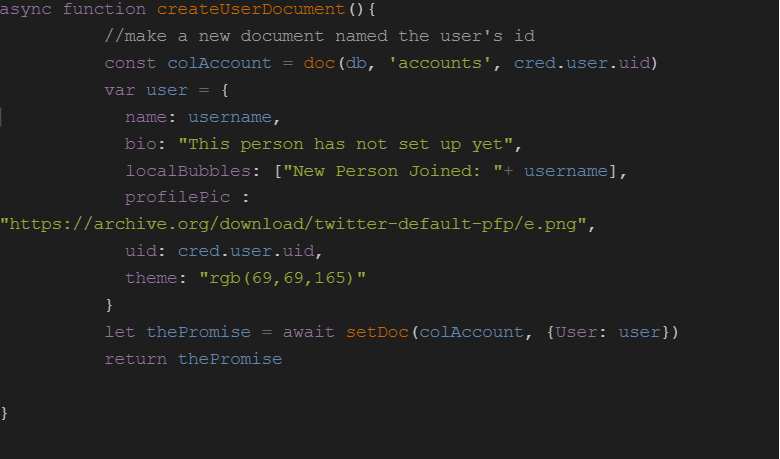 async function createUserDocument(){
//make a new document named the user's id
const colAccount = doc(db, 'accounts', cred.user.uid)
var user = {
name: username,
bio: "This person has not set up yet",
localBubbles: ["New Person Joined: "+ username],
profilePic :
"https://archive.org/download/twitter-default-pfp/e.png",
uid: cred.user.uid,
theme: "rgb(69,69,165)"
}
let thePromise = await setDoc(colAccount, {User: user})
return thePromise
}